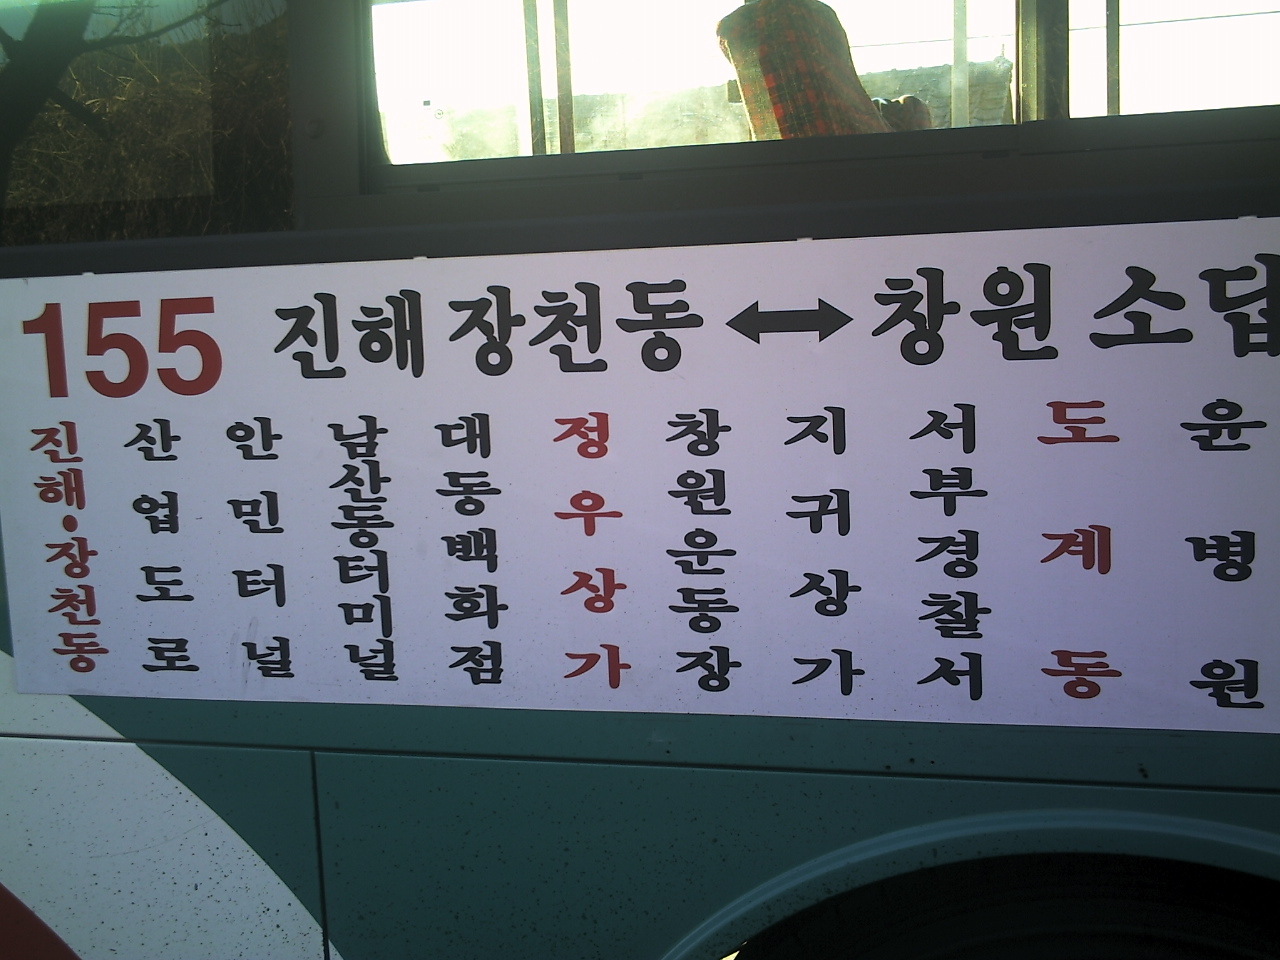 155 진해 장천동 ↔ 창원 소답
진해•장천동
산업도로
안민터널
남산동터미널
대동백화점
정우상가
창원운동장
지귀상가
서부경찰서
도계동
윤병원